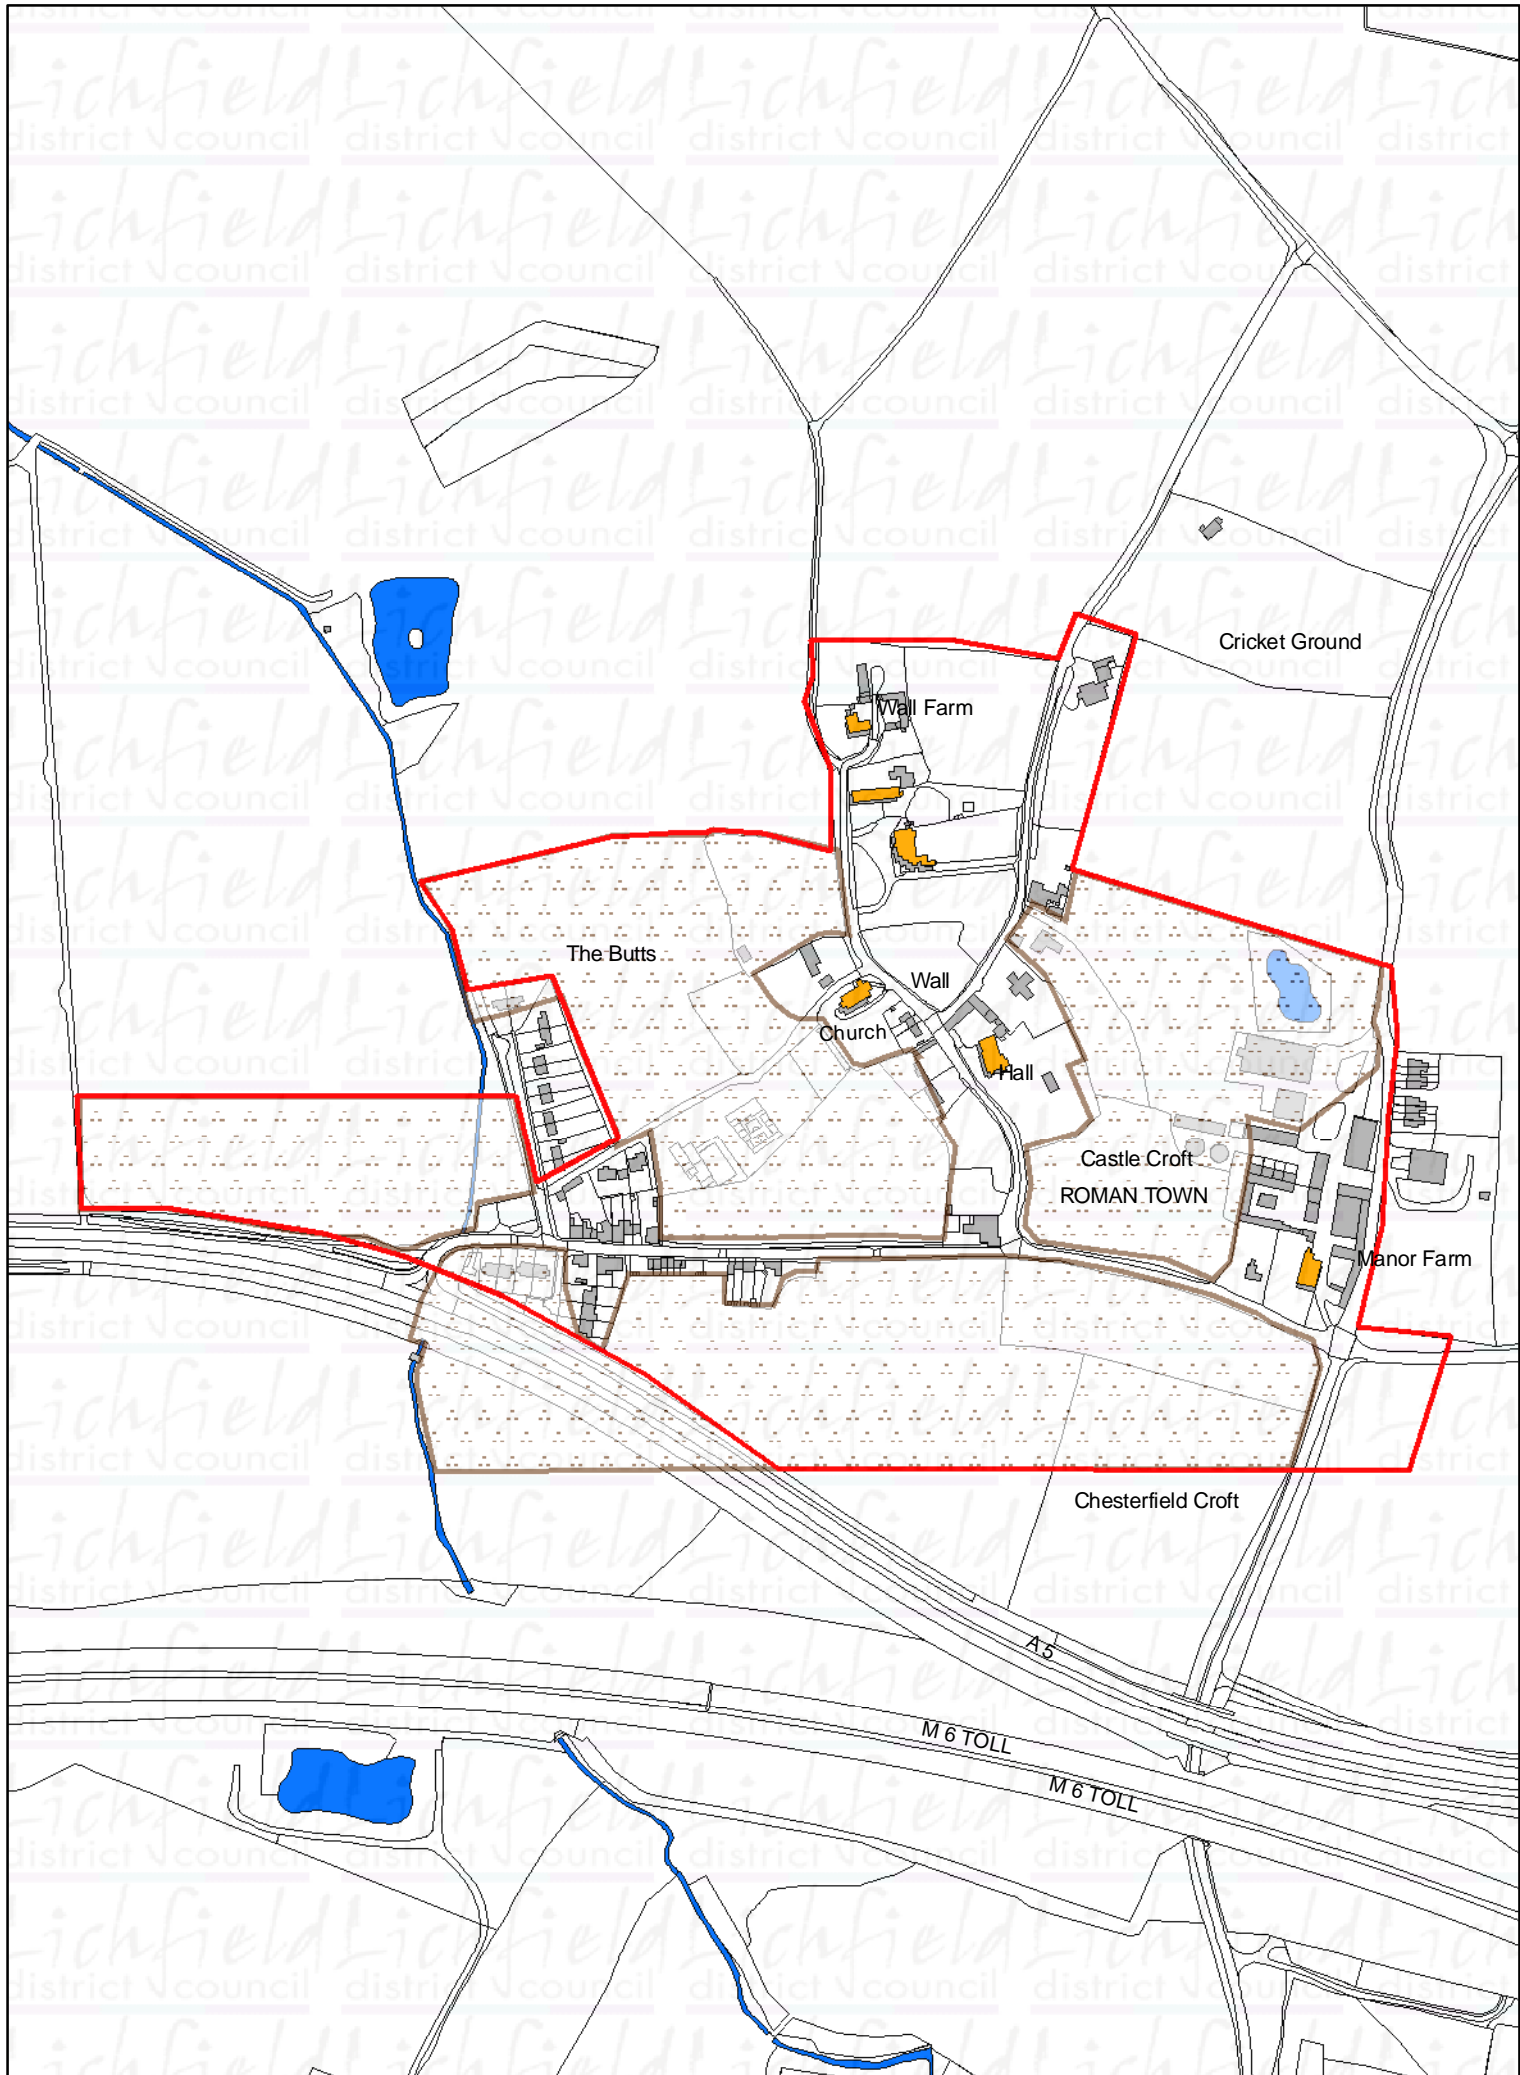 Cricket Ground
Wall Farm
The Butts
Wall
Church
Hall
Castle Croft
ROMAN TOWN
Manor Farm
Chesterfield Croft
A 5
M 6 TOLL
M 6 TOLL
Lichfield
district council